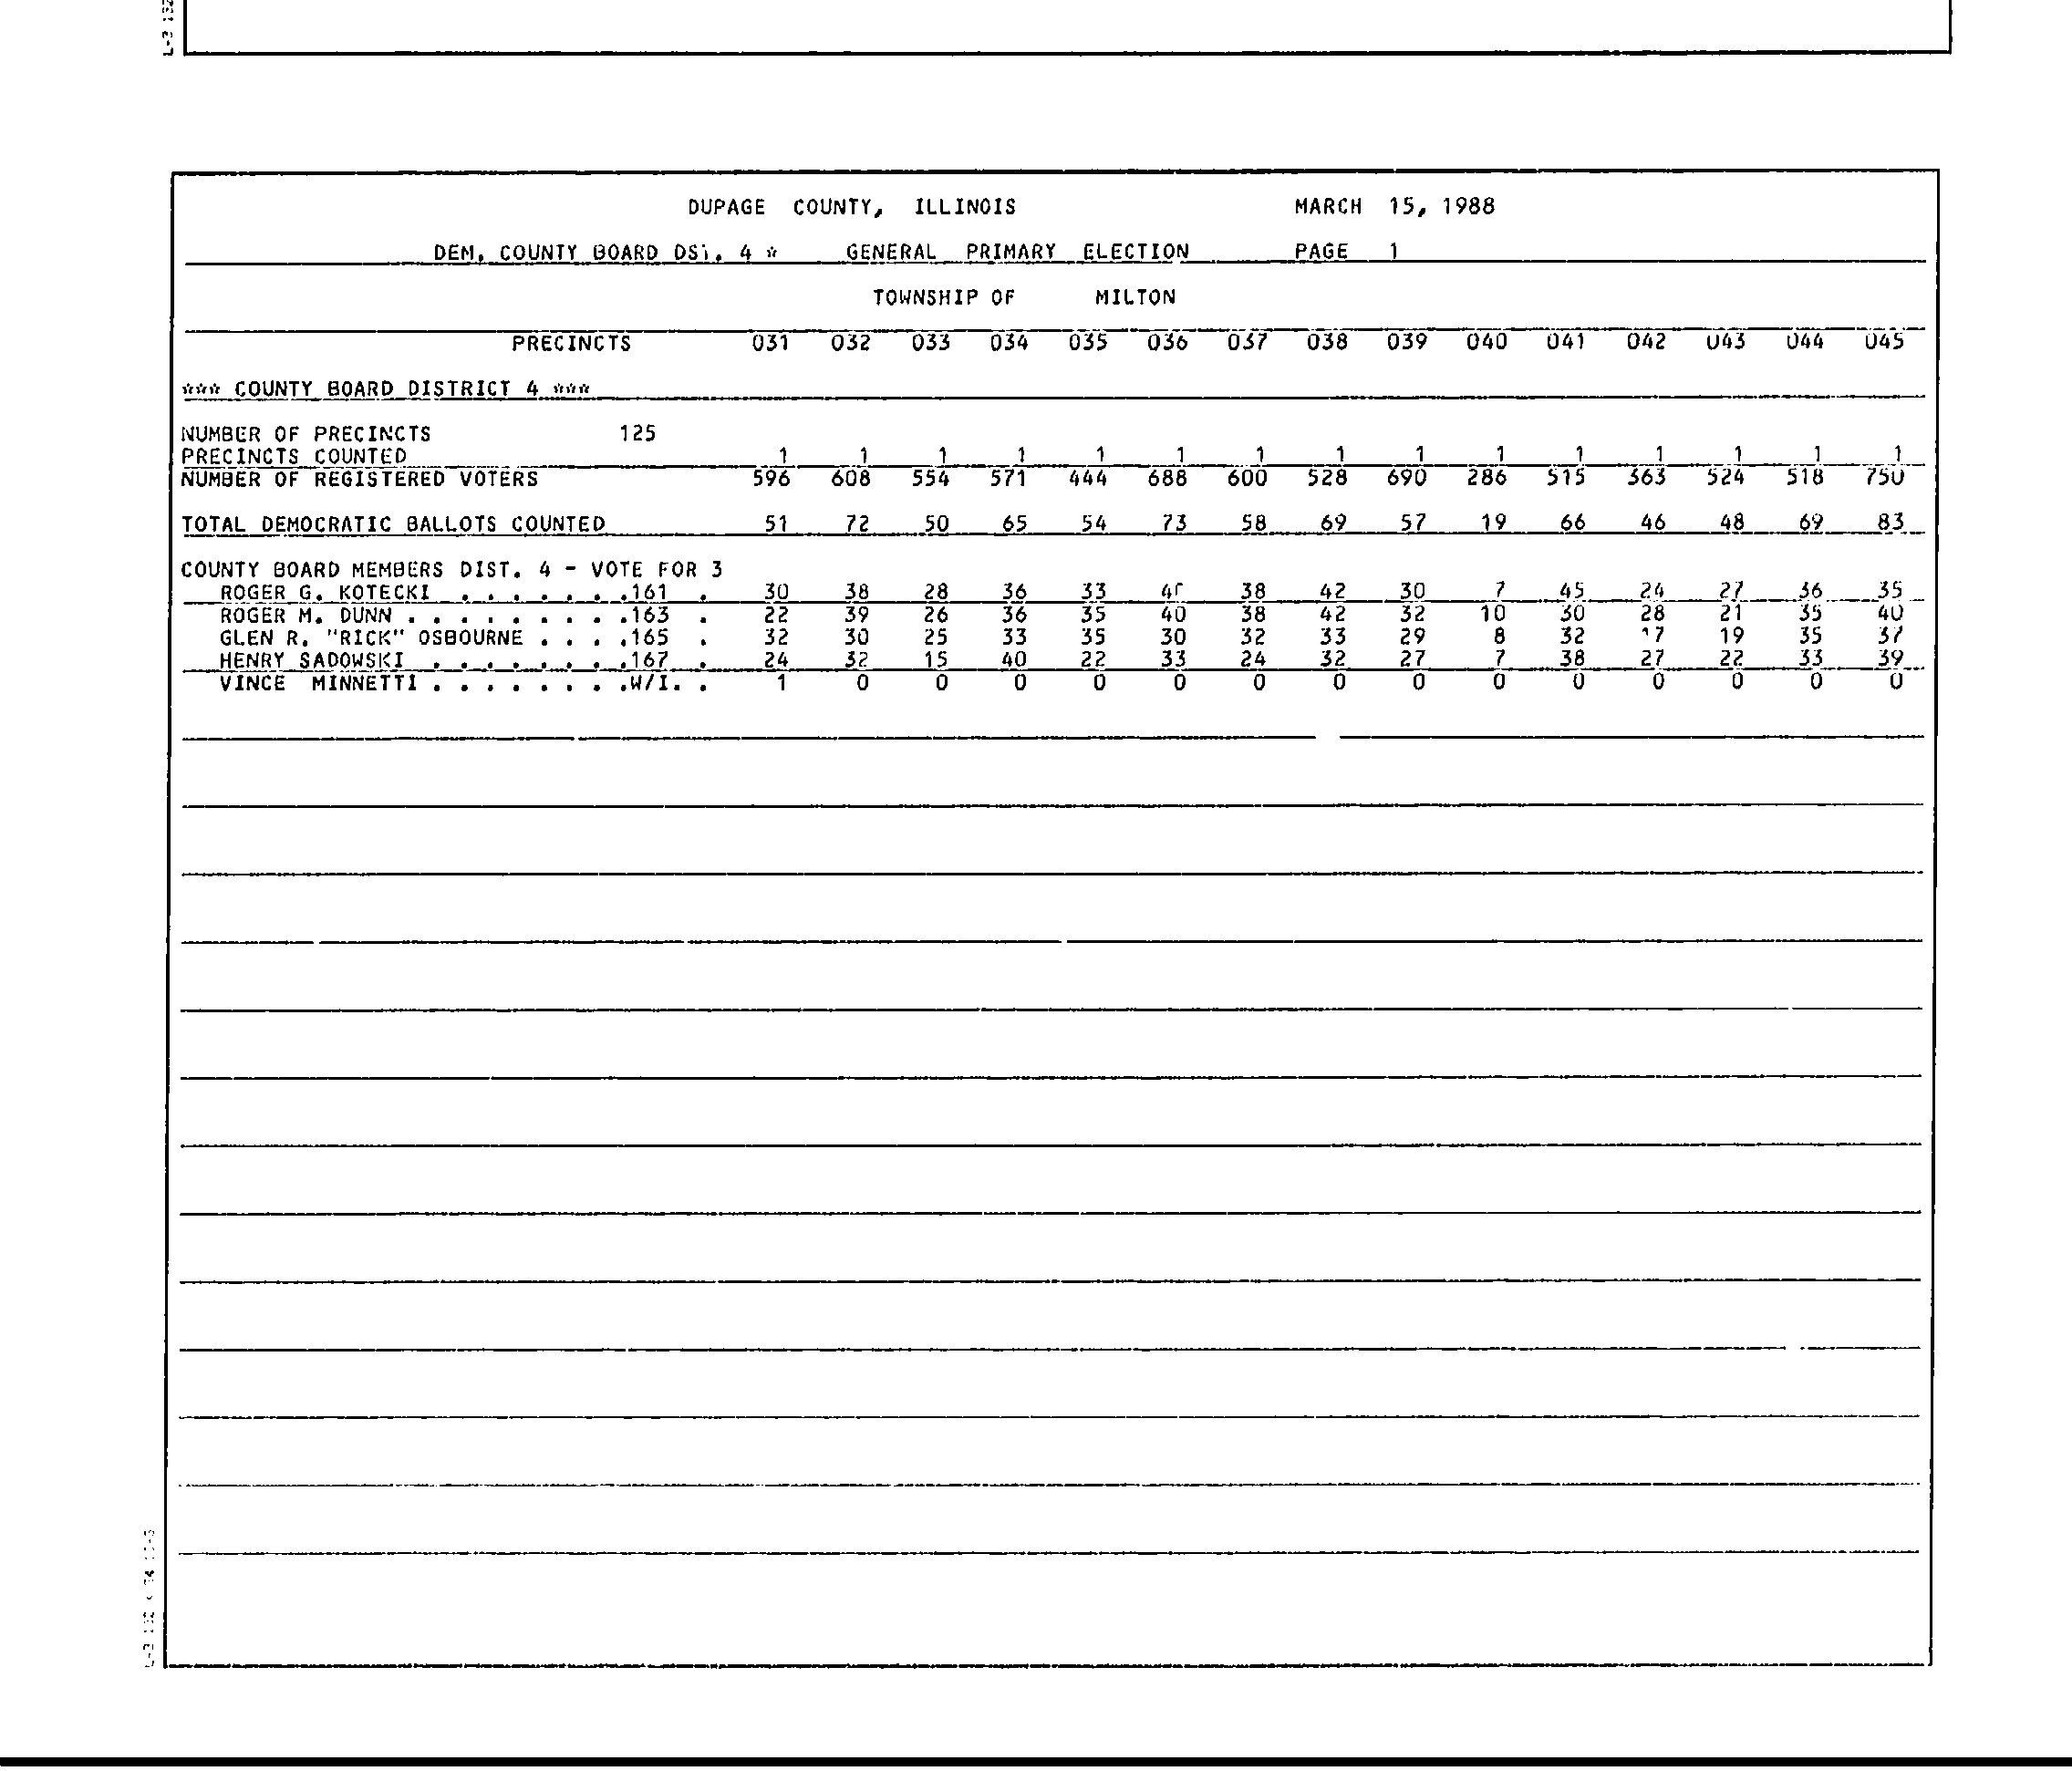 DUPAGE COUNTY, ILLINOIS MARCH 15, 1988
DEM. COUNTY BOARD DST. 4 * GENERAL PRIMARY ELECTION PAGE 1
TOWNSHIP OF MILTON
PRECINCTS 031 032 033 034 035 036 037 038 039 040 041 042 043 044 045
*** COUNTY BOARD DISTRICT 4 ***
NUMBER OF PRECINCTS 125
PRECINCTS COUNTED 1 1 1 1 1 1 1 1 1 1 1 1 1 1 1
NUMBER OF REGISTERED VOTERS 596 608 554 571 444 688 600 528 690 286 515 363 524 518 750
TOTAL DEMOCRATIC BALLOTS COUNTED 51 72 50 65 54 73 58 69 57 19 66 46 48 69 83
COUNTY BOARD MEMBERS DIST. 4 - VOTE FOR 3
ROGER G. KOTECKI . . . . . . .161 . 30 38 28 36 33 38 42 30 7 45 24 27 36 35
ROGER M. DUNN . . . . . . . . .163 . 22 39 26 36 35 40 38 42 32 10 30 28 21 35 40
GLEN R. "RICK" OSBOURNE . . . .165 . 32 30 25 33 35 30 32 33 29 8 32 17 19 35 37
HENRY SADOWSKI . . . . . . . .167 . 24 32 15 40 22 33 24 32 27 7 38 27 22 33 39
VINCE MINNETTI . . . . . . . .W/I. . 1 0 0 0 0 0 0 0 0 0 0 0 0 0 0